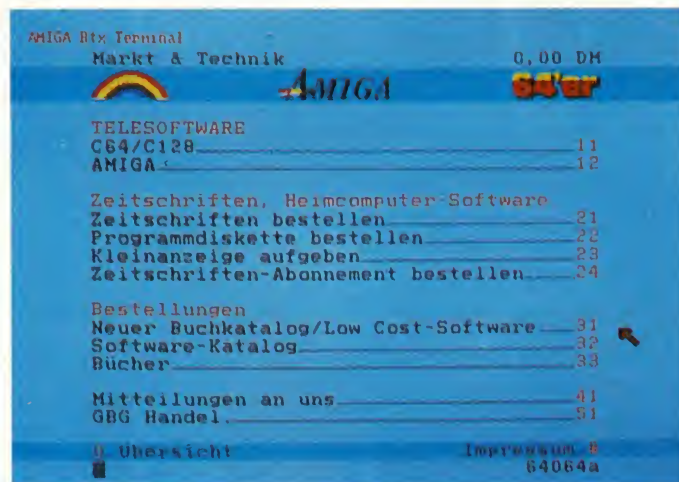 AMIGA Btx Terminal
Markt & Technik 0,00 DM
AMIGA 64'er
TELESOFTWARE
C64/C128 11
AMIGA 12
Zeitschriften, Heimcomputer-Software
Zeitschriften bestellen 21
Programmdiskette bestellen 22
Kleinanzeige aufgeben 23
Zeitschriften-Abonnement bestellen 24
Bestellungen
Neuer Buchkatalog/Low Cost-Software 31
Software-Katalog 32
Bücher 33
Mitteilungen an uns 41
GBG Handel 51
0 Übersicht Impressum #
64064a